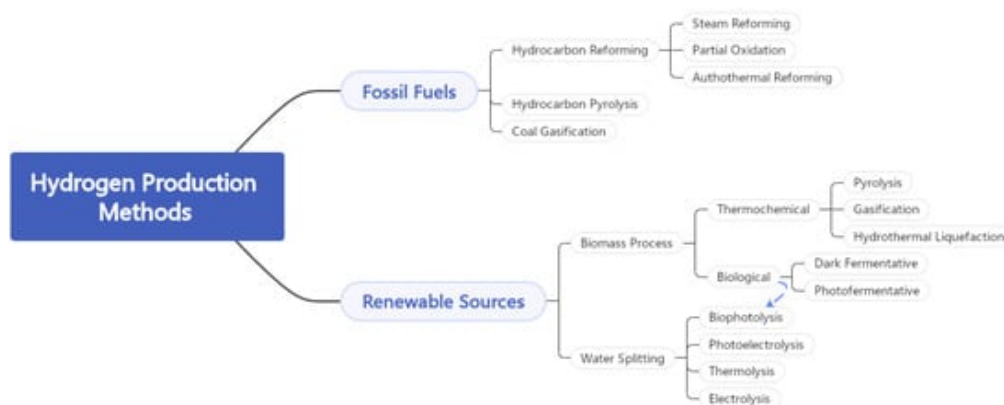 Hydrogen Production
Methods
Fossil Fuels
Hydrocarbon Reforming
Steam Reforming
Partial Oxidation
Authothermal Reforming
Hydrocarbon Pyrolysis
Coal Gasification
Renewable Sources
Biomass Process
Thermochemical
Pyrolysis
Gasification
Hydrothermal Liquefaction
Biological
Dark Fermentative
Photofermentative
Water Splitting
Biophotolysis
Photoelectrolysis
Thermolysis
Electrolysis